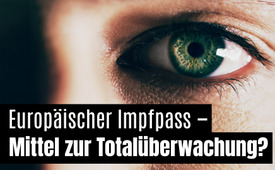 Europäischer Impfpass –
Mittel zur Totalüberwachung?